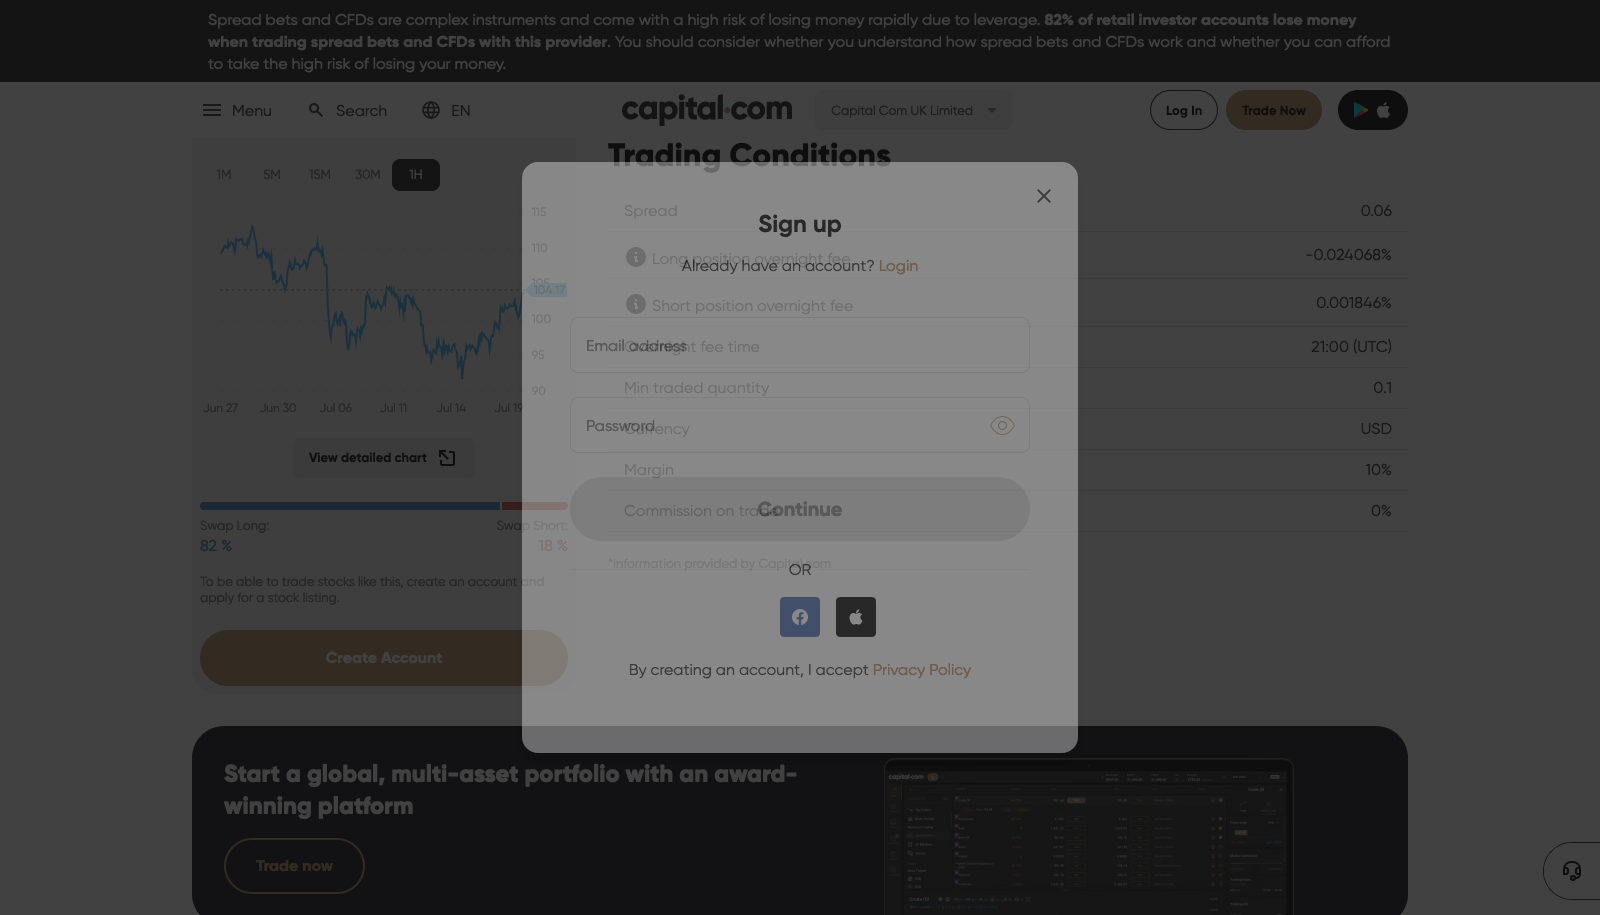 Spread bets and CFDs are complex instruments and come with a high risk of losing money rapidly due to leverage. 82% of retail investor accounts lose money
when trading spread bets and CFDs with this provider. You should consider whether you understand how spread bets and CFDs work and whether you can afford
to take the high risk of losing your money.
Menu
Search
EN
capital.com
Capital Com UK Limited
Log In
Trade Now
1M 5M 15M 30M 1H
115
110
105
104.17
100
95
90
Jun 27 Jun 30 Jul 06 Jul 11 Jul 14 Jul 19
View detailed chart
Swap Long: Swap Short:
82 % 18 %
To be able to trade stocks like this, create an account and
apply for a stock listing.
Create Account
Trading Conditions
Spread 0.06
Long position overnight fee -0.024068%
Short position overnight fee 0.001846%
Overnight fee time 21:00 (UTC)
Min traded quantity 0.1
Currency USD
Margin 10%
Commission on trade 0%
*Information provided by Capital.com
Sign up
Already have an account? Login
Email address
Password
Continue
OR
By creating an account, I accept Privacy Policy
Start a global, multi-asset portfolio with an award-
winning platform
Trade now
capital.com